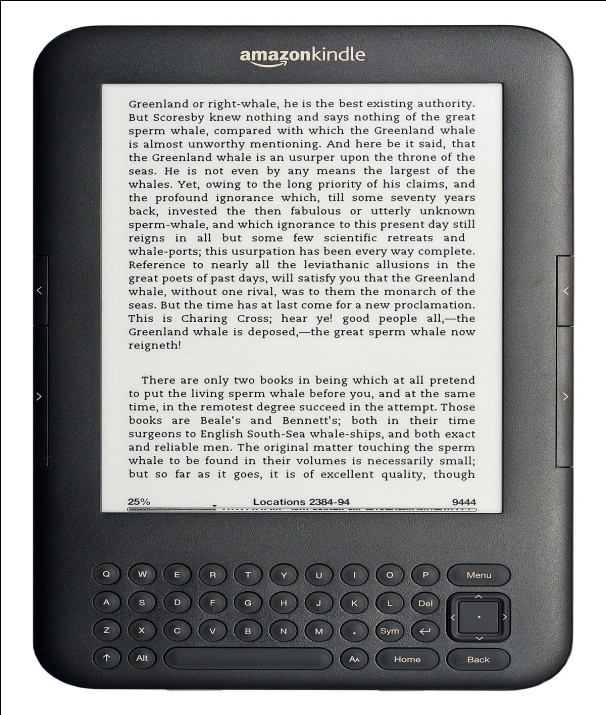 amazonkindle
Greenland or right-whale, he is the best existing authority.
But Scoresby knew nothing and says nothing of the great
sperm whale, compared with which the Greenland whale
is almost unworthy mentioning. And here be it said, that
the Greenland whale is an usurper upon the throne of the
seas. He is not even by any means the largest of the
whales. Yet, owing to the long priority of his claims, and
the profound ignorance which, till some seventy years
back, invested the then fabulous or utterly unknown
sperm-whale, and which ignorance to this present day still
reigns in all but some few scientific retreats and
whale-ports; this usurpation has been every way complete.
Reference to nearly all the leviathanic allusions in the
great poets of past days, will satisfy you that the Greenland
whale, without one rival, was to them the monarch of the
seas. But the time has at last come for a new proclamation.
This is Charing Cross; hear ye! good people all,—the
Greenland whale is deposed,—the great sperm whale now
reigneth!
There are only two books in being which at all pretend
to put the living sperm whale before you, and at the same
time, in the remotest degree succeed in the attempt. Those
books are Beale's and Bennett's; both in their time
surgeons to English South-Sea whale-ships, and both exact
and reliable men. The original matter touching the sperm
whale to be found in their volumes is necessarily small;
but so far as it goes, it is of excellent quality, though
25% Locations 2384-94 9444
Q W E R T Y U I O P Menu
A S D F G H J K L Del
Z X C V B N M . Sym
Alt AA Home Back